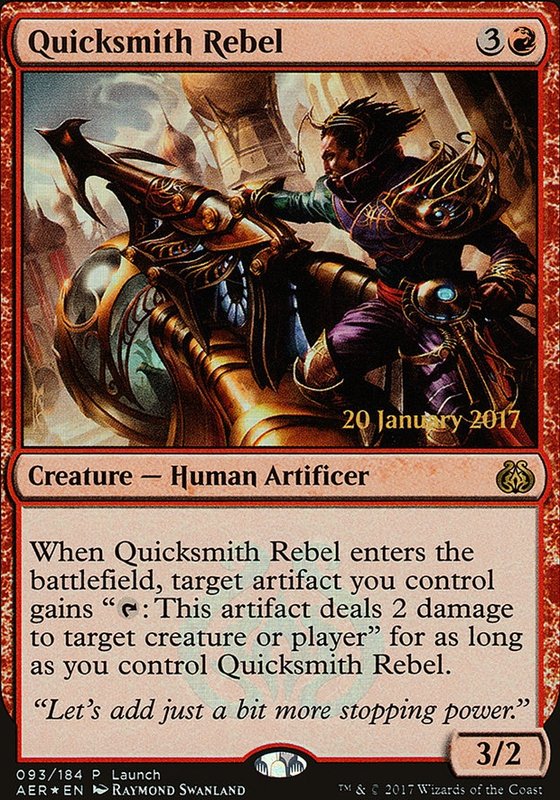 Quicksmith Rebel 3
20 January 2017
Creature — Human Artificer
When Quicksmith Rebel enters the
battlefield, target artifact you control
gains “: This artifact deals 2 damage
to target creature or player” for as long
as you control Quicksmith Rebel.
“Let’s add just a bit more stopping power.”
3/2
093/184 P Launch
AER★EN Raymond Swanland
™ & © 2017 Wizards of the Coast